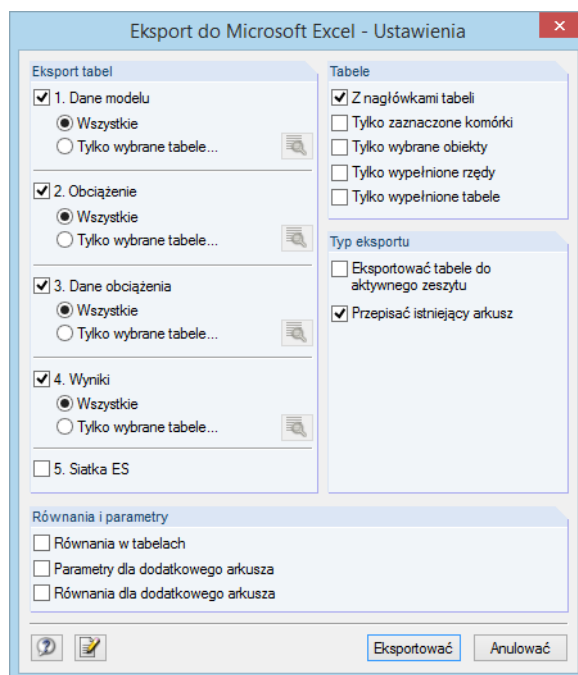 Eksport do Microsoft Excel - Ustawienia
Eksport tabel
1. Dane modelu
Wszystkie
Tylko wybrane tabele...
2. Obciążenie
Wszystkie
Tylko wybrane tabele...
3. Dane obciążenia
Wszystkie
Tylko wybrane tabele...
4. Wyniki
Wszystkie
Tylko wybrane tabele...
5. Siatka ES
Tabele
Z nagłówkami tabeli
Tylko zaznaczone komórki
Tylko wybrane obiekty
Tylko wypełnione rzędy
Tylko wypełnione tabele
Typ eksportu
Eksportować tabele do
aktywnego zeszytu
Przepisać istniejący arkusz
Równania i parametry
Równania w tabelach
Parametry dla dodatkowego arkusza
Równania dla dodatkowego arkusza
Eksportować
Anulować